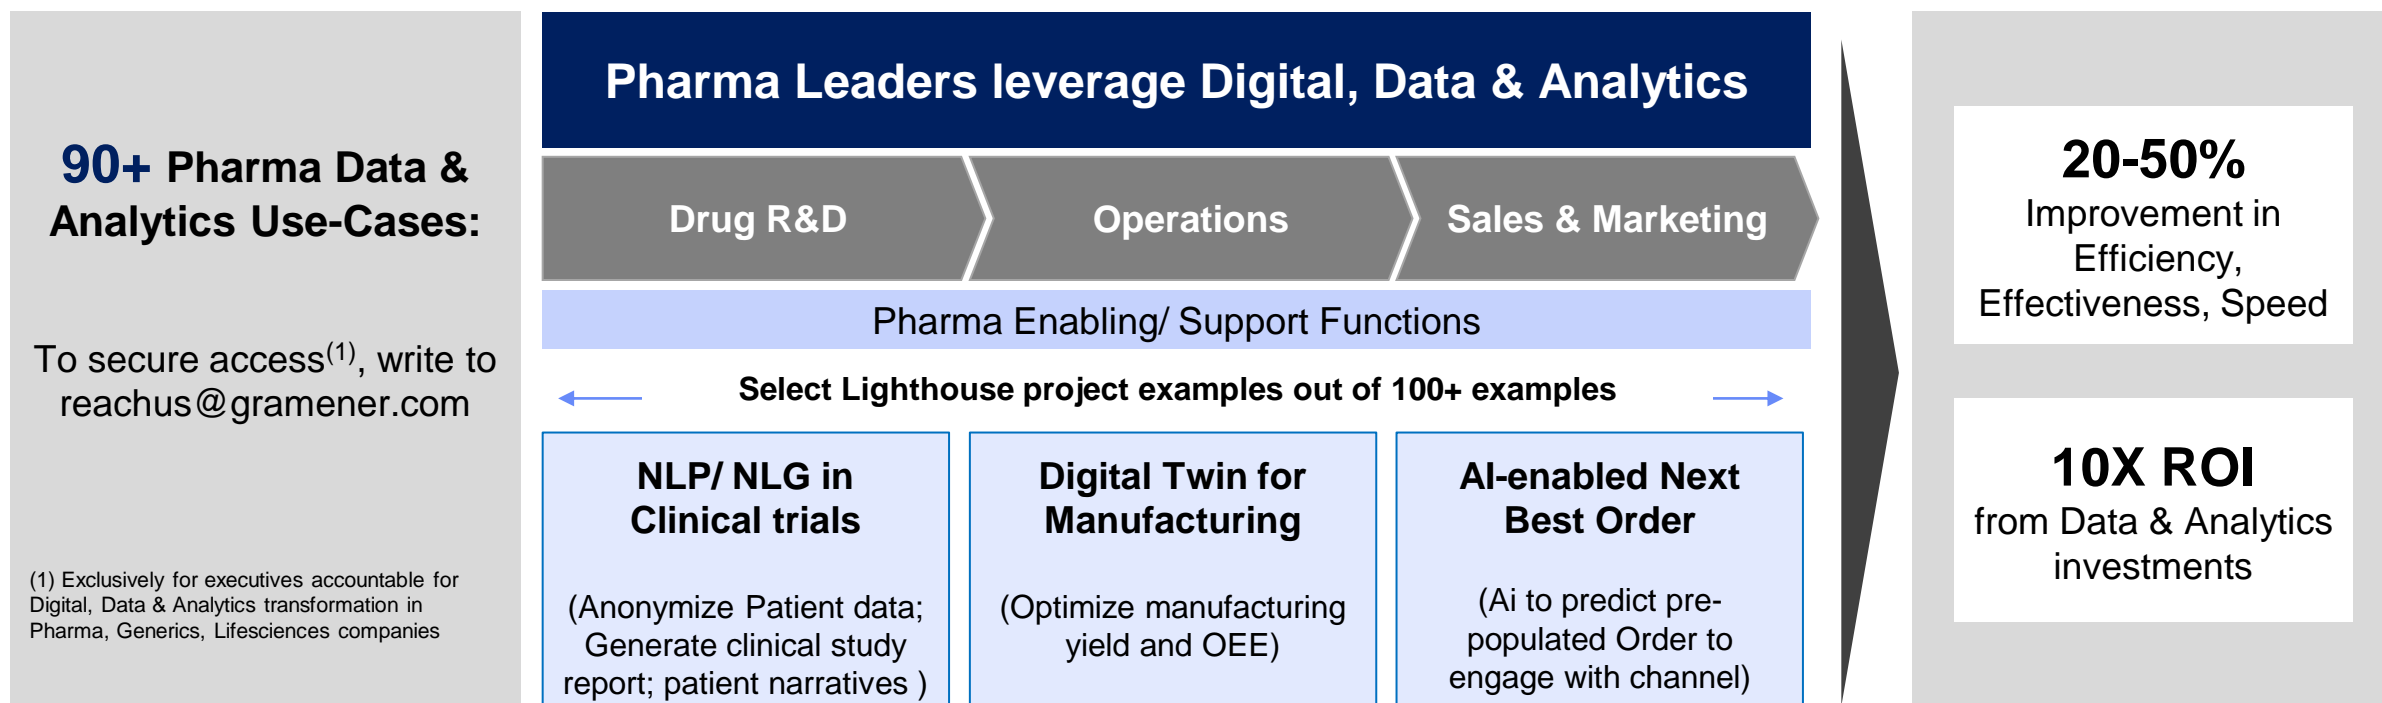 90+ Pharma Data &
Analytics Use-Cases:
To secure access(1), write to
reachus@gramener.com
(1) Exclusively for executives accountable for
Digital, Data & Analytics transformation in
Pharma, Generics, Lifesciences companies
Pharma Leaders leverage Digital, Data & Analytics
Drug R&D
Operations
Sales & Marketing
Pharma Enabling/ Support Functions
Select Lighthouse project examples out of 100+ examples
NLP/ NLG in
Clinical trials
(Anonymize Patient data;
Generate clinical study
report; patient narratives )
Digital Twin for
Manufacturing
(Optimize manufacturing
yield and OEE)
AI-enabled Next
Best Order
(Ai to predict pre-
populated Order to
engage with channel)
20-50%
Improvement in
Efficiency,
Effectiveness, Speed
10X ROI
from Data & Analytics
investments